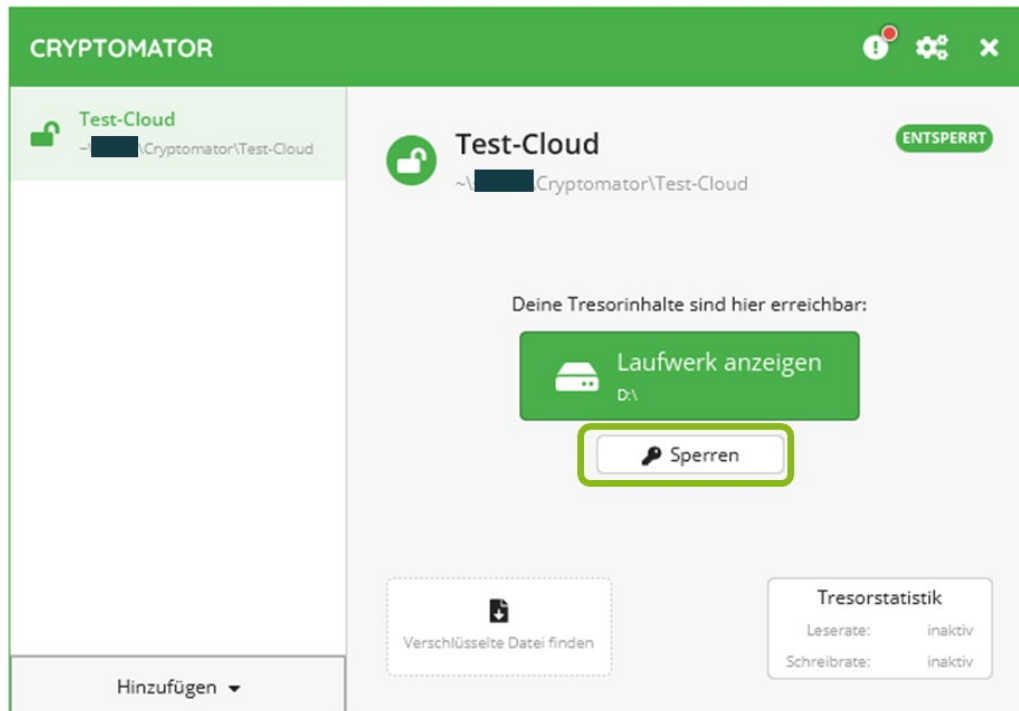 CRYPTOMATOR
Test-Cloud
~\ \Cryptomator\Test-Cloud
Test-Cloud
ENTSPERRT
~\ \Cryptomator\Test-Cloud
Deine Tresorinhalte sind hier erreichbar:
Laufwerk anzeigen
D:\
Sperren
Verschlüsselte Datei finden
Tresorstatistik
Leserate: inaktiv
Schreibrate: inaktiv
Hinzufügen